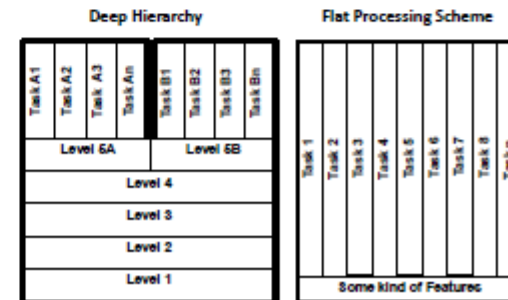 Deep Hierarchy
Flat Processing Scheme
Task A1
Task A2
Task A3
Task An
Task B1
Task B2
Task B3
Task Bn
Level 5A
Level 5B
Level 4
Level 3
Level 2
Level 1
Task 1
Task 2
Task 3
Task 4
Task 5
Task 6
Task 7
Task 8
Some kind of Features